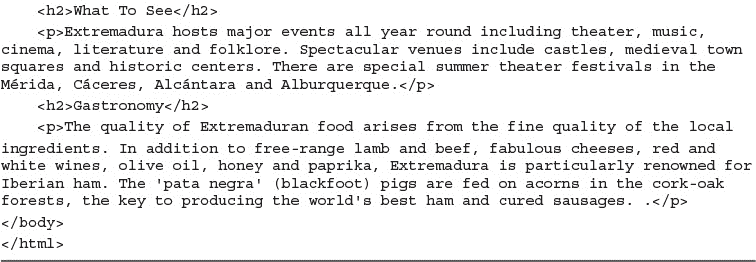 <h2>What To See</h2>
<p>Extremadura hosts major events all year round including theater, music,
cinema, literature and folklore. Spectacular venues include castles, medieval town
squares and historic centers. There are special summer theater festivals in the
Mérida, Cáceres, Alcántara and Alburquerque.</p>
<h2>Gastronomy</h2>
<p>The quality of Extremaduran food arises from the fine quality of the local
ingredients. In addition to free-range lamb and beef, fabulous cheeses, red and
white wines, olive oil, honey and paprika, Extremadura is particularly renowned for
Iberian ham. The 'pata negra' (blackfoot) pigs are fed on acorns in the cork-oak
forests, the key to producing the world's best ham and cured sausages. .</p>
</body>
</html>